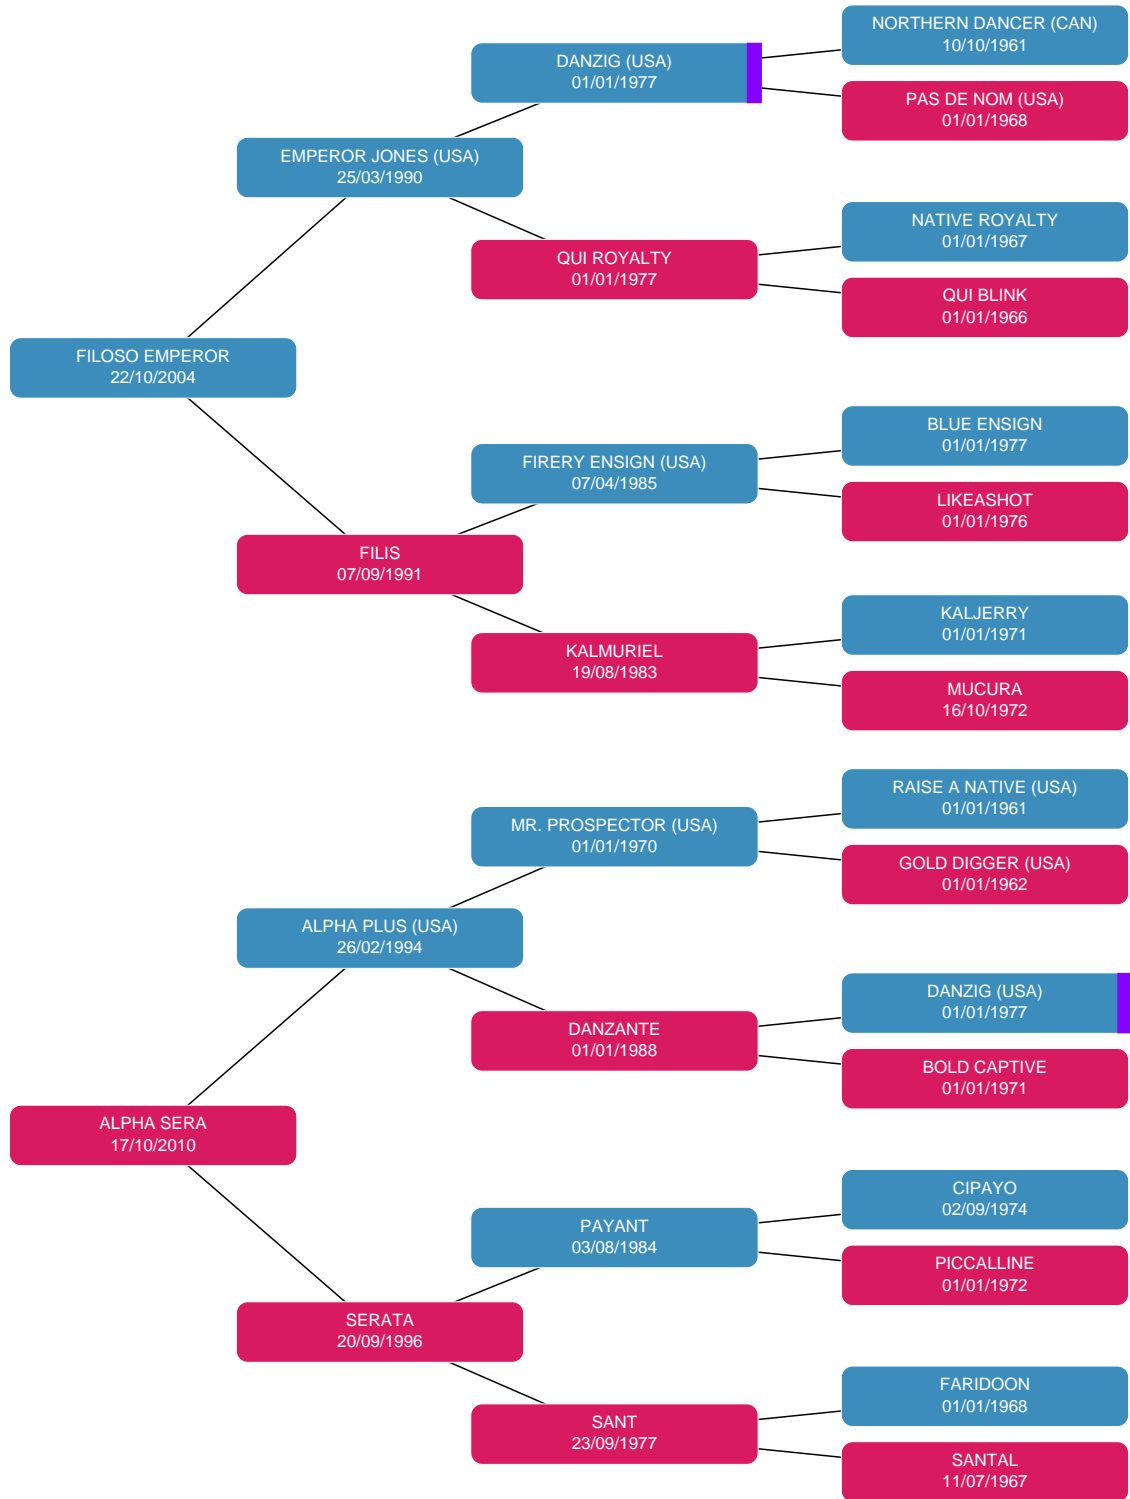 NORTHERN DANCER (CAN)
10/10/1961
DANZIG (USA)
01/01/1977
PAS DE NOM (USA)
01/01/1968
EMPEROR JONES (USA)
25/03/1990
NATIVE ROYALTY
01/01/1967
QUI ROYALTY
01/01/1977
QUI BLINK
01/01/1966
FILOSO EMPEROR
22/10/2004
BLUE ENSIGN
01/01/1977
FIRERY ENSIGN (USA)
07/04/1985
LIKEASHOT
01/01/1976
FILIS
07/09/1991
KALJERRY
01/01/1971
KALMURIEL
19/08/1983
MUCURA
16/10/1972
RAISE A NATIVE (USA)
01/01/1961
MR. PROSPECTOR (USA)
01/01/1970
GOLD DIGGER (USA)
01/01/1962
ALPHA PLUS (USA)
26/02/1994
DANZIG (USA)
01/01/1977
DANZANTE
01/01/1988
BOLD CAPTIVE
01/01/1971
ALPHA SERA
17/10/2010
CIPAYO
02/09/1974
PAYANT
03/08/1984
PICCALLINE
01/01/1972
SERATA
20/09/1996
FARIDOON
01/01/1968
SANT
23/09/1977
SANTAL
11/07/1967